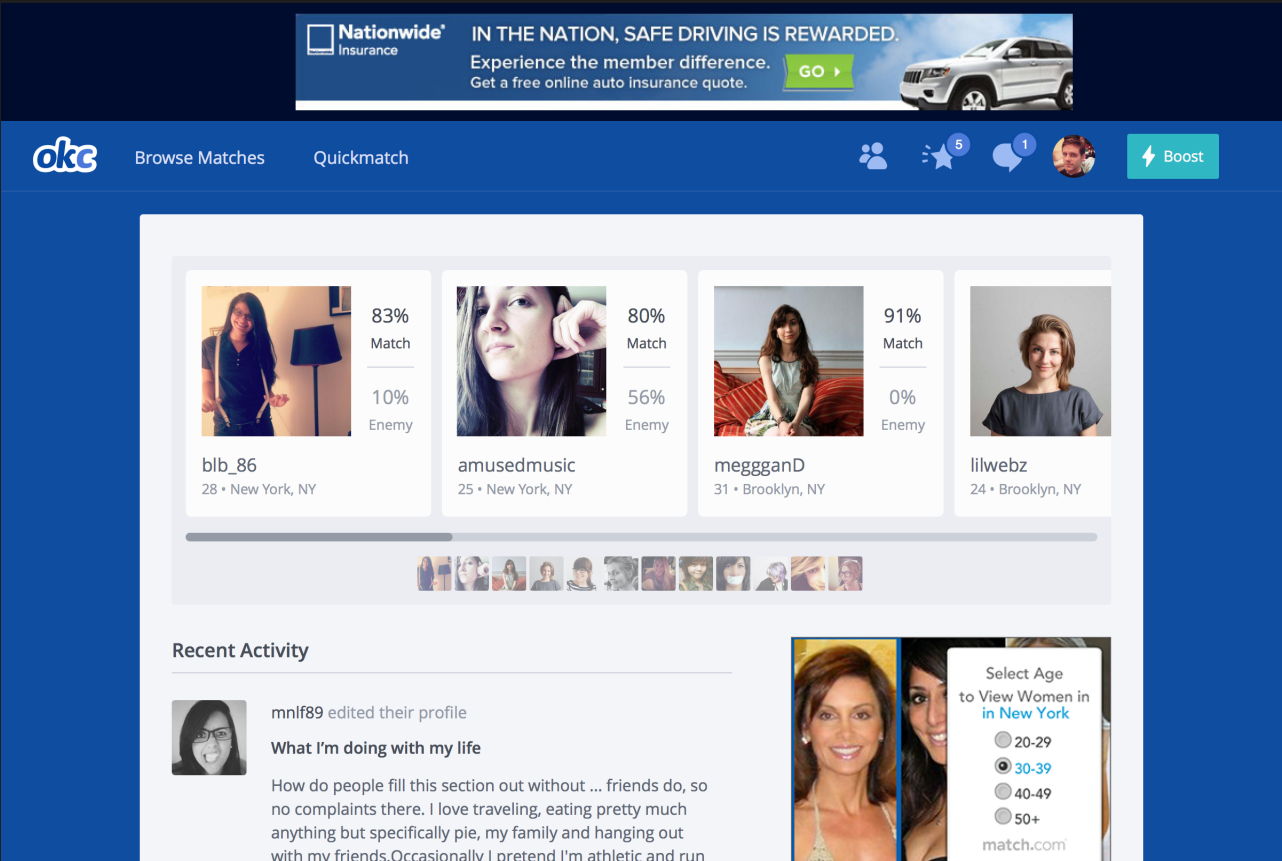 Nationwide®
Insurance
IN THE NATION, SAFE DRIVING IS REWARDED.
Experience the member difference.
Get a free online auto insurance quote.
GO
okc
Browse Matches
Quickmatch
5
1
Boost
83%
Match
10%
Enemy
blb_86
28 • New York, NY
80%
Match
56%
Enemy
amusedmusic
25 • New York, NY
91%
Match
0%
Enemy
meggganD
31 • Brooklyn, NY
lilwebz
24 • Brooklyn, NY
Recent Activity
mnlf89 edited their profile
What I’m doing with my life
How do people fill this section out without ... friends do, so
no complaints there. I love traveling, eating pretty much
anything but specifically pie, my family and hanging out
with my friends.Occasionally I pretend I'm athletic and run
Select Age
to View Women in
in New York
20-29
30-39
40-49
50+
match.com